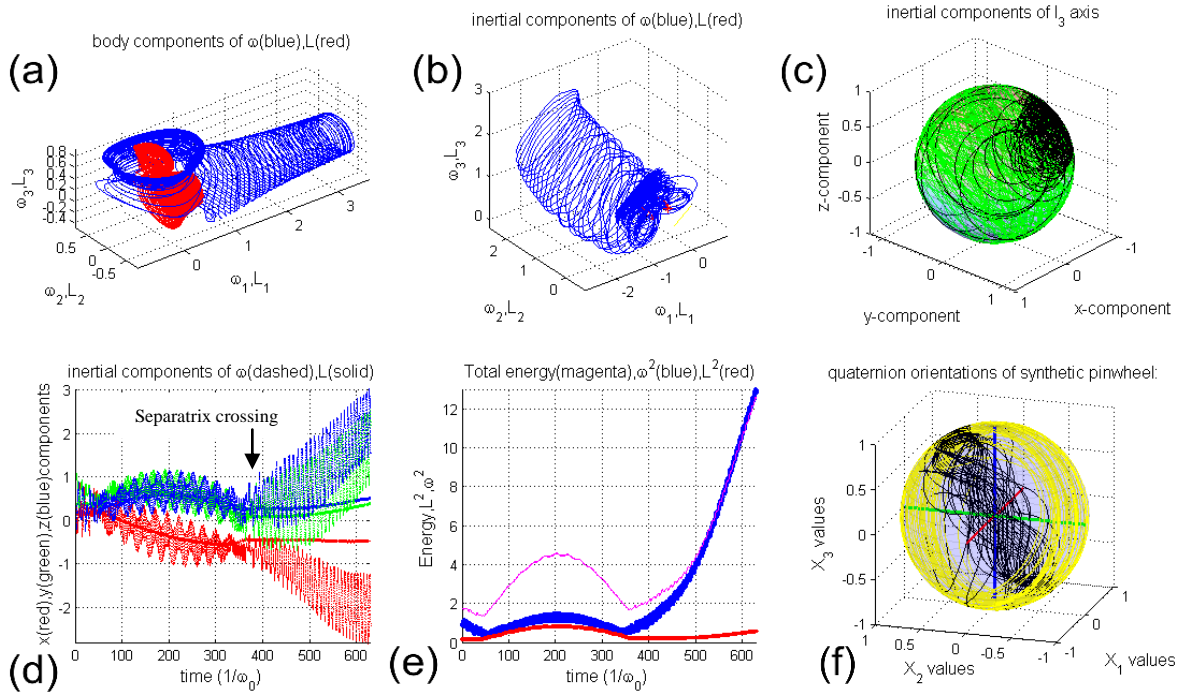 (a)
body components of ω(blue),L(red)
ω3,L3
0.8
0.6
0.4
0.2
0
-0.2
-0.4
0.5
0
-0.5
0
1
2
3
ω2,L2
ω1,L1
(b)
inertial components of ω(blue),L(red)
ω3,L3
3
2
1
0
2
1
0
-2
-1
0
ω2,L2
ω1,L1
(c)
inertial components of I3 axis
z-component
1
0.5
0
-0.5
-1
-1
0
1
1
0
-1
y-component
x-component
inertial components of ω(dashed),L(solid)
x(red),y(green),z(blue)components
3
2
1
0
-1
-2
Separatrix crossing
0 100 200 300 400 500 600
time (1/ω0)
(d)
Total energy(magenta),ω2(blue),L2(red)
Energy,L2,ω2
12
10
8
6
4
2
0
0 100 200 300 400 500 600
time (1/ω0)
(e)
quaternion orientations of synthetic pinwheel:
X3 values
1
0.5
0
-0.5
-1
1
0.5
0
-0.5
-1
1
0
-1
X2 values
X1 values
(f)